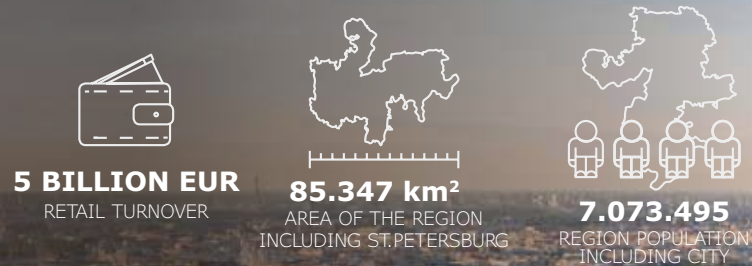 5 BILLION EUR
RETAIL TURNOVER
85.347 km²
AREA OF THE REGION
INCLUDING ST.PETERSBURG
7.073.495
REGION POPULATION
INCLUDING CITY